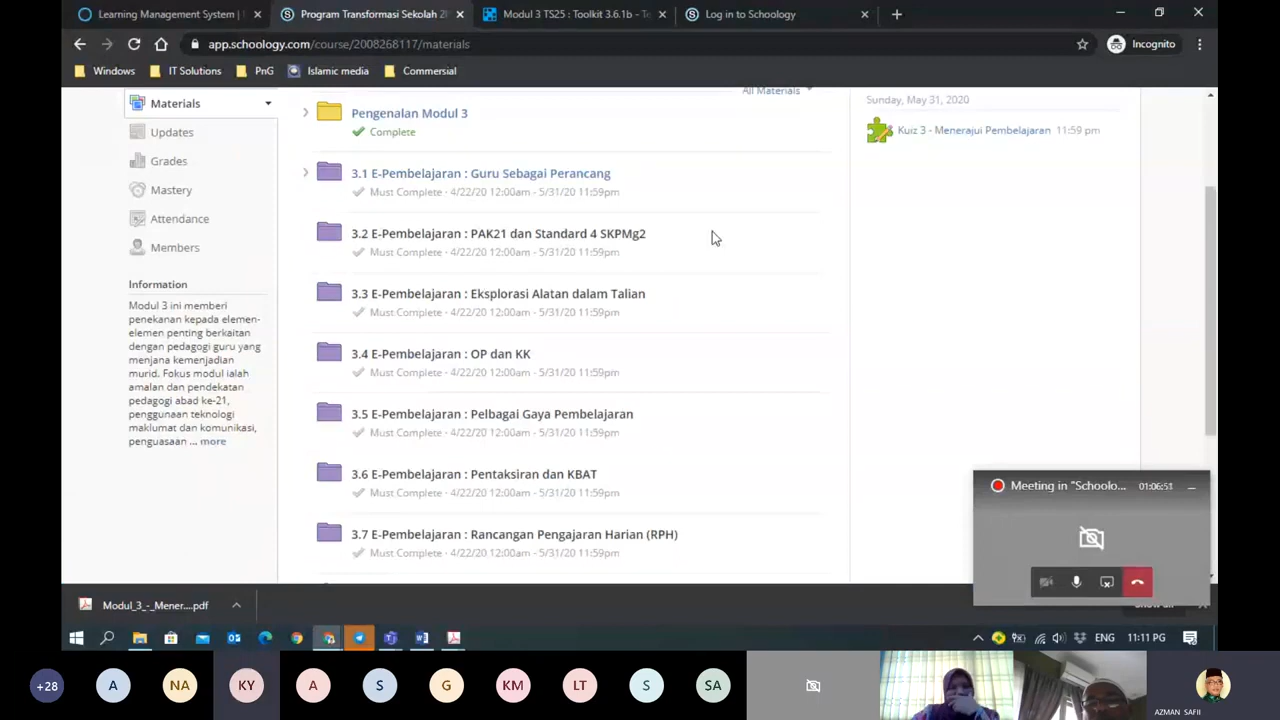 Learning Management System |
Program Transformasi Sekolah 2
Modul 3 TS25 : Toolkit 3.6.1b - Te
Log in to Schoology
app.schoology.com/course/2008268117/materials
Incognito
Windows
IT Solutions
PnG
Islamic media
Commersial
Materials
Updates
Grades
Mastery
Attendance
Members
Information
Modul 3 ini memberi
penekanan kepada elemen-
elemen penting berkaitan
dengan pedagogi guru yang
menjana kemenjadian
murid. Fokus modul ialah
amalan dan pendekatan
pedagogi abad ke-21,
penggunaan teknologi
maklumat dan komunikasi,
penguasaan ... more
All Materials
Pengenalan Modul 3
Complete
3.1 E-Pembelajaran : Guru Sebagai Perancang
Must Complete · 4/22/20 12:00am - 5/31/20 11:59pm
3.2 E-Pembelajaran : PAK21 dan Standard 4 SKPMg2
Must Complete · 4/22/20 12:00am - 5/31/20 11:59pm
3.3 E-Pembelajaran : Eksplorasi Alatan dalam Talian
Must Complete · 4/22/20 12:00am - 5/31/20 11:59pm
3.4 E-Pembelajaran : OP dan KK
Must Complete · 4/22/20 12:00am - 5/31/20 11:59pm
3.5 E-Pembelajaran : Pelbagai Gaya Pembelajaran
Must Complete · 4/22/20 12:00am - 5/31/20 11:59pm
3.6 E-Pembelajaran : Pentaksiran dan KBAT
Must Complete · 4/22/20 12:00am - 5/31/20 11:59pm
3.7 E-Pembelajaran : Rancangan Pengajaran Harian (RPH)
Must Complete · 4/22/20 12:00am - 5/31/20 11:59pm
Sunday, May 31, 2020
Kuiz 3 - Menerajui Pembelajaran 11:59 pm
Meeting in "Schoolo... 01:06:51
Modul_3_-_Mener....pdf
ENG 11:11 PG
+28 A NA KY A S G KM LT S SA
AZMAN SAFII